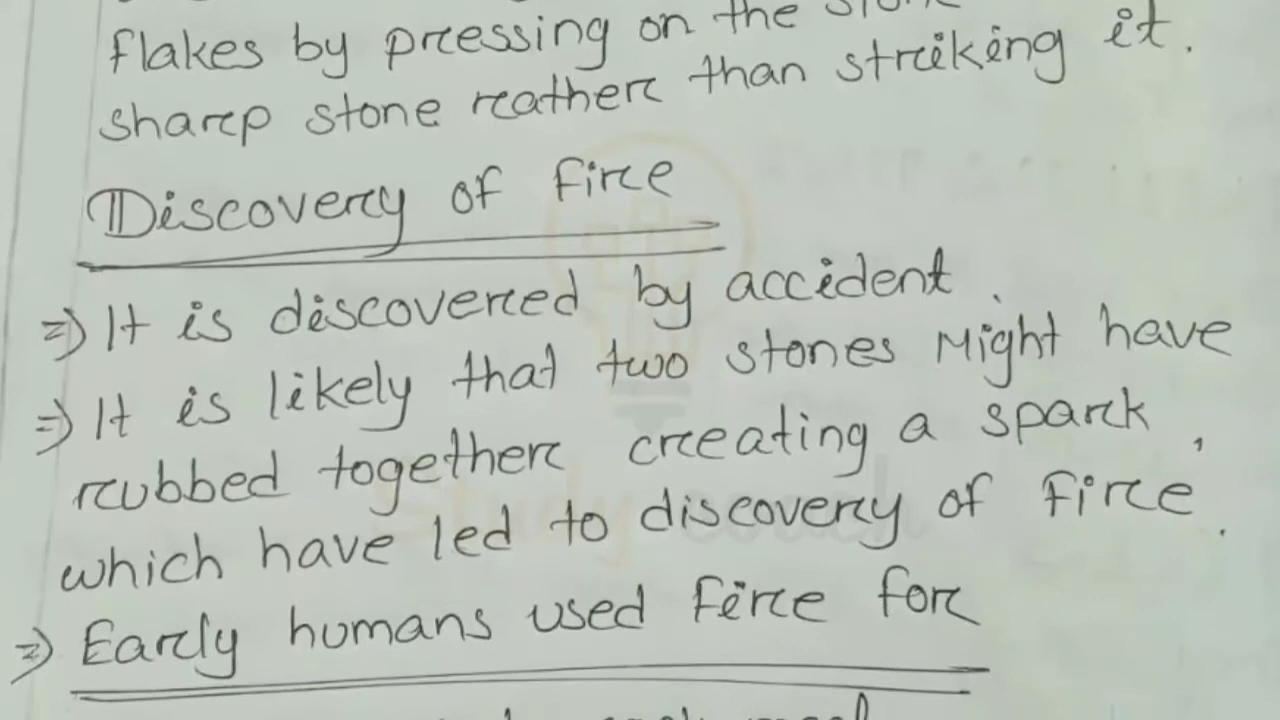 flakes by pressing on the
sharp stone rather than striking it.
Discovery of fire
⇒ It is discovered by accident.
⇒ It is likely that two stones Might have
rubbed together creating a spark,
which have led to discovery of fire.
⇒ Early humans used fire for